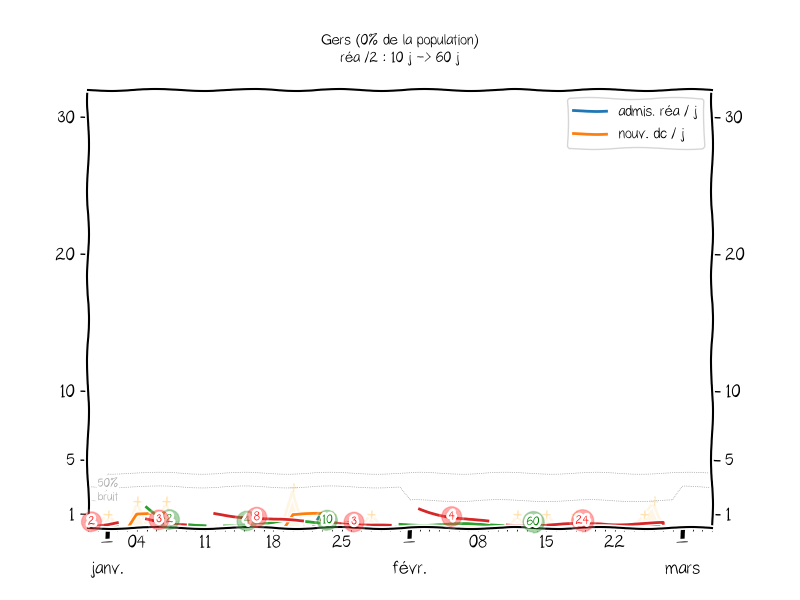 Gers (0% de la population)
réa /2 : 10 j -> 60 j
admis. réa / j
nouv. dc / j
30 30
20 20
10 10
5 5
1 1
50%
bruit
2 3 2 8 10 3 4 60 24
04 11 18 25 08 15 22
janv. févr. mars